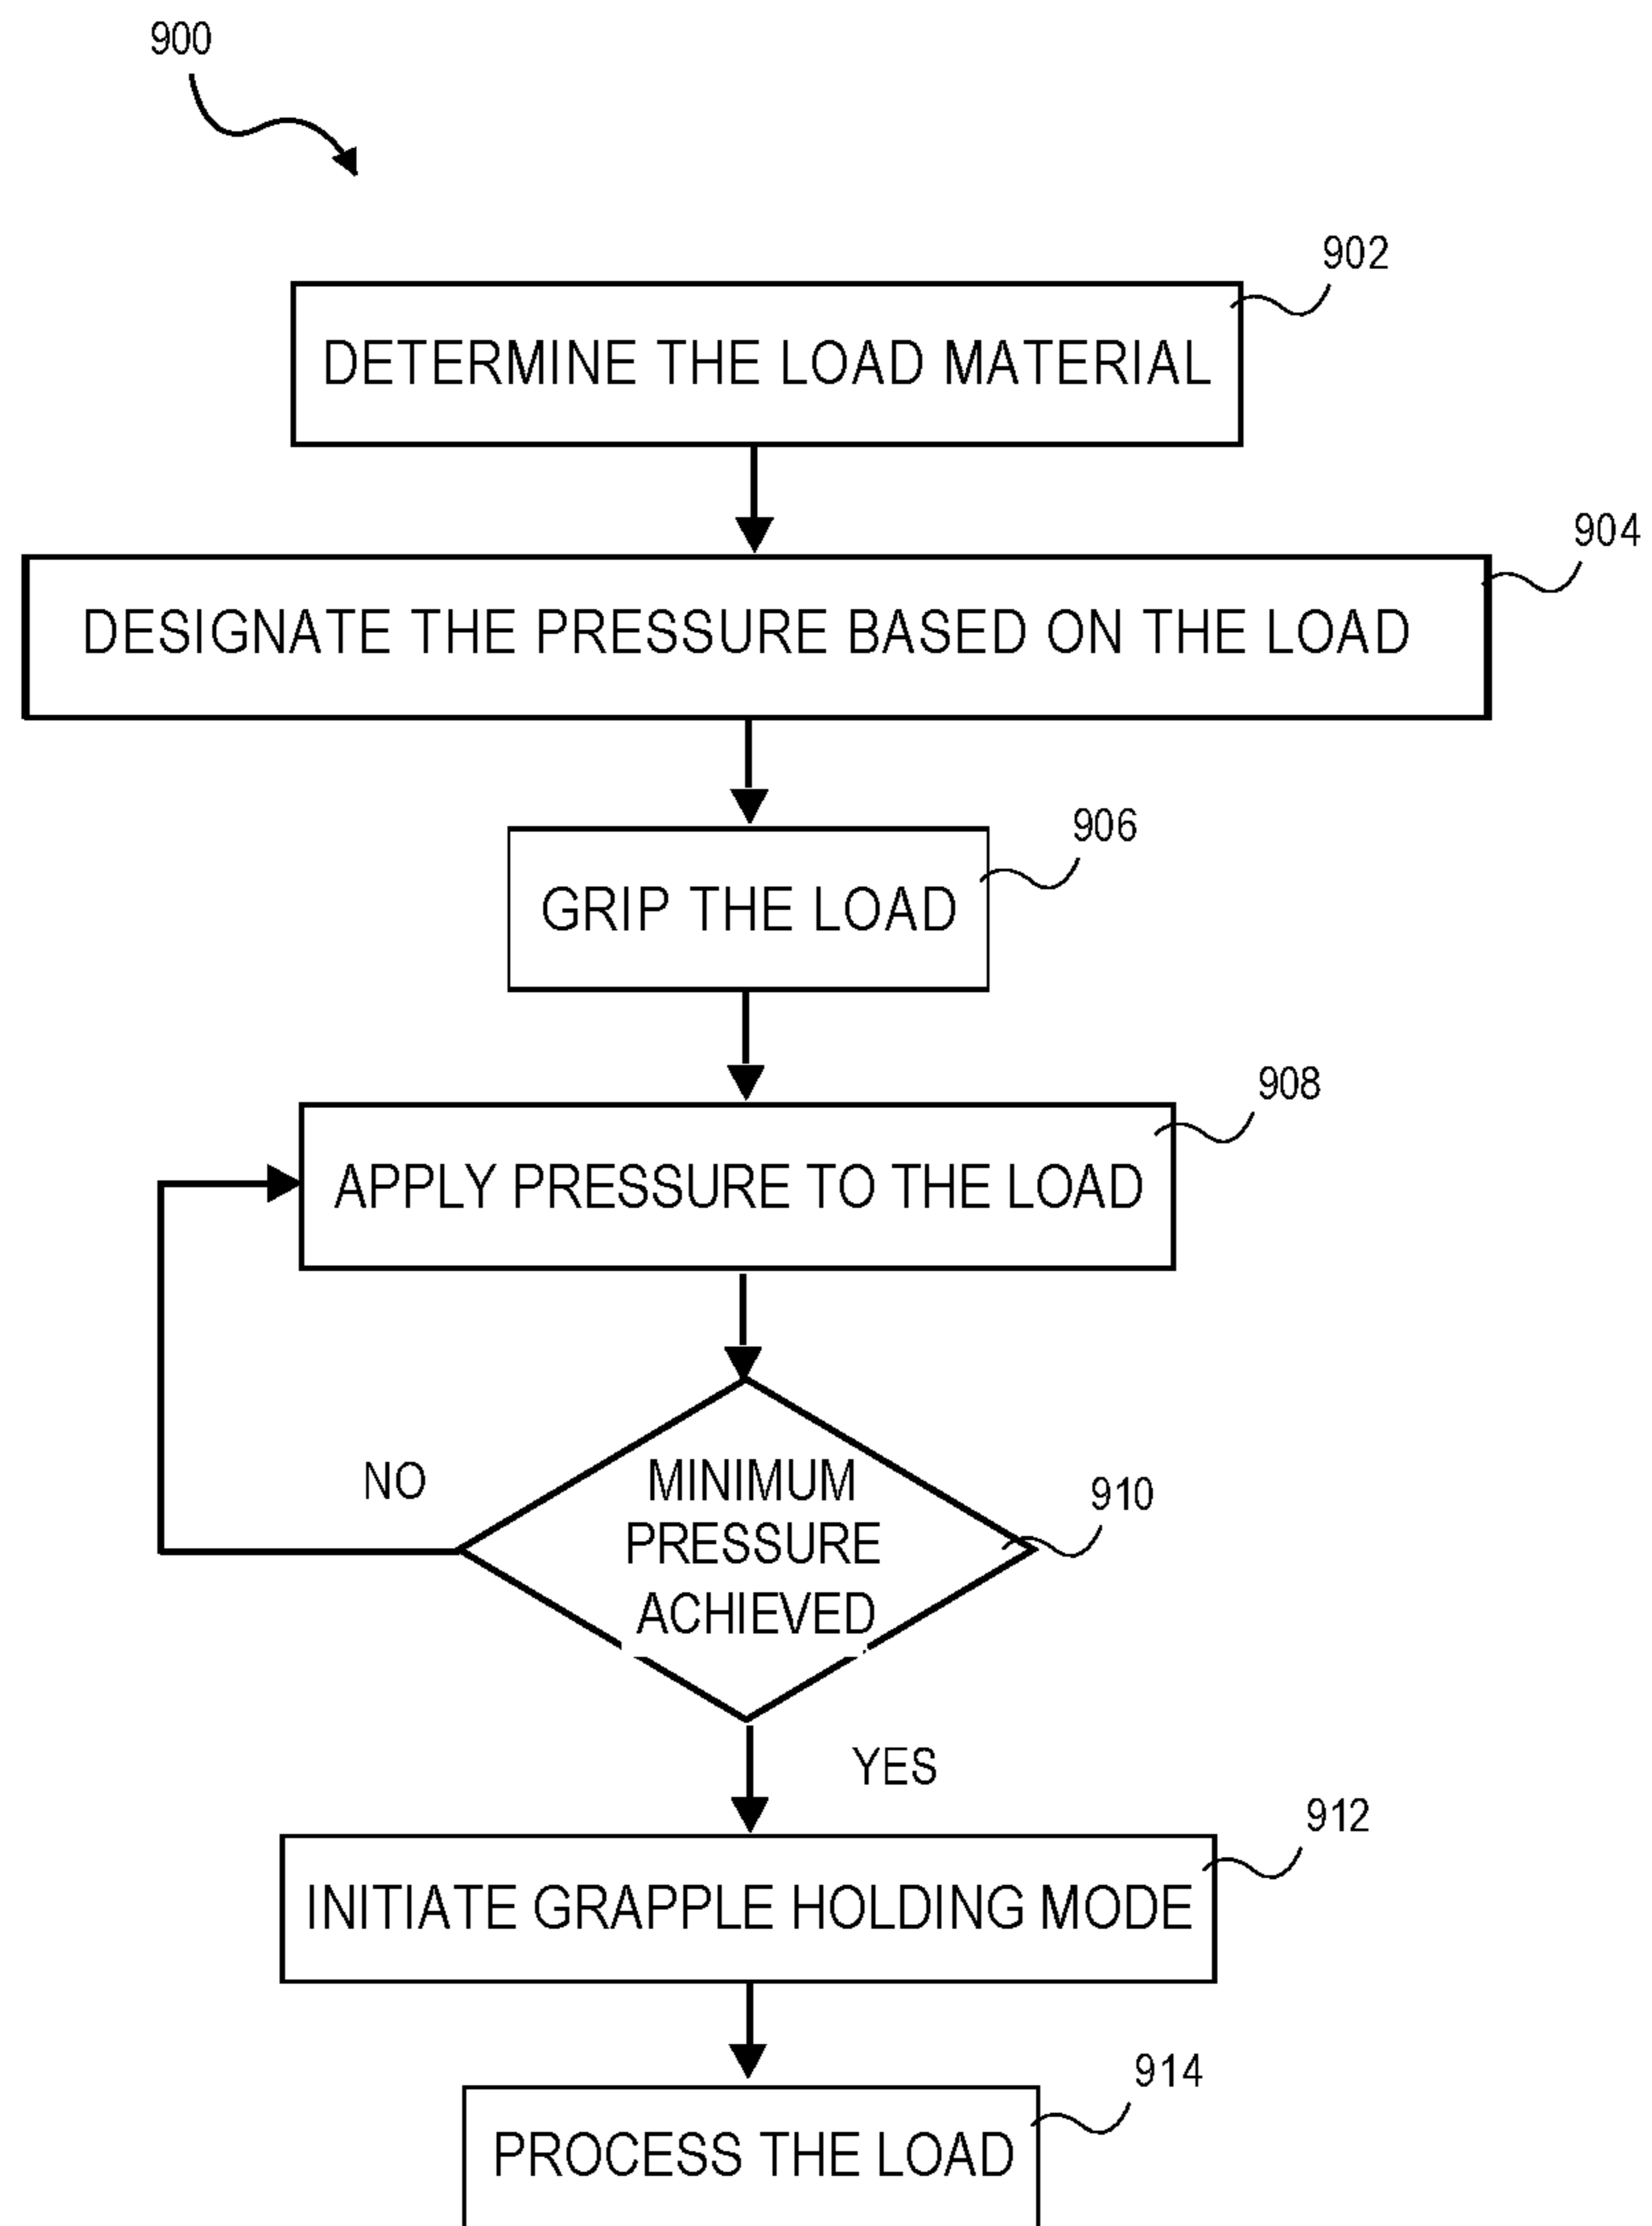 900
902
DETERMINE THE LOAD MATERIAL
904
DESIGNATE THE PRESSURE BASED ON THE LOAD
906
GRIP THE LOAD
908
APPLY PRESSURE TO THE LOAD
NO
MINIMUM
PRESSURE
ACHIEVED
910
YES
912
INITIATE GRAPPLE HOLDING MODE
914
PROCESS THE LOAD